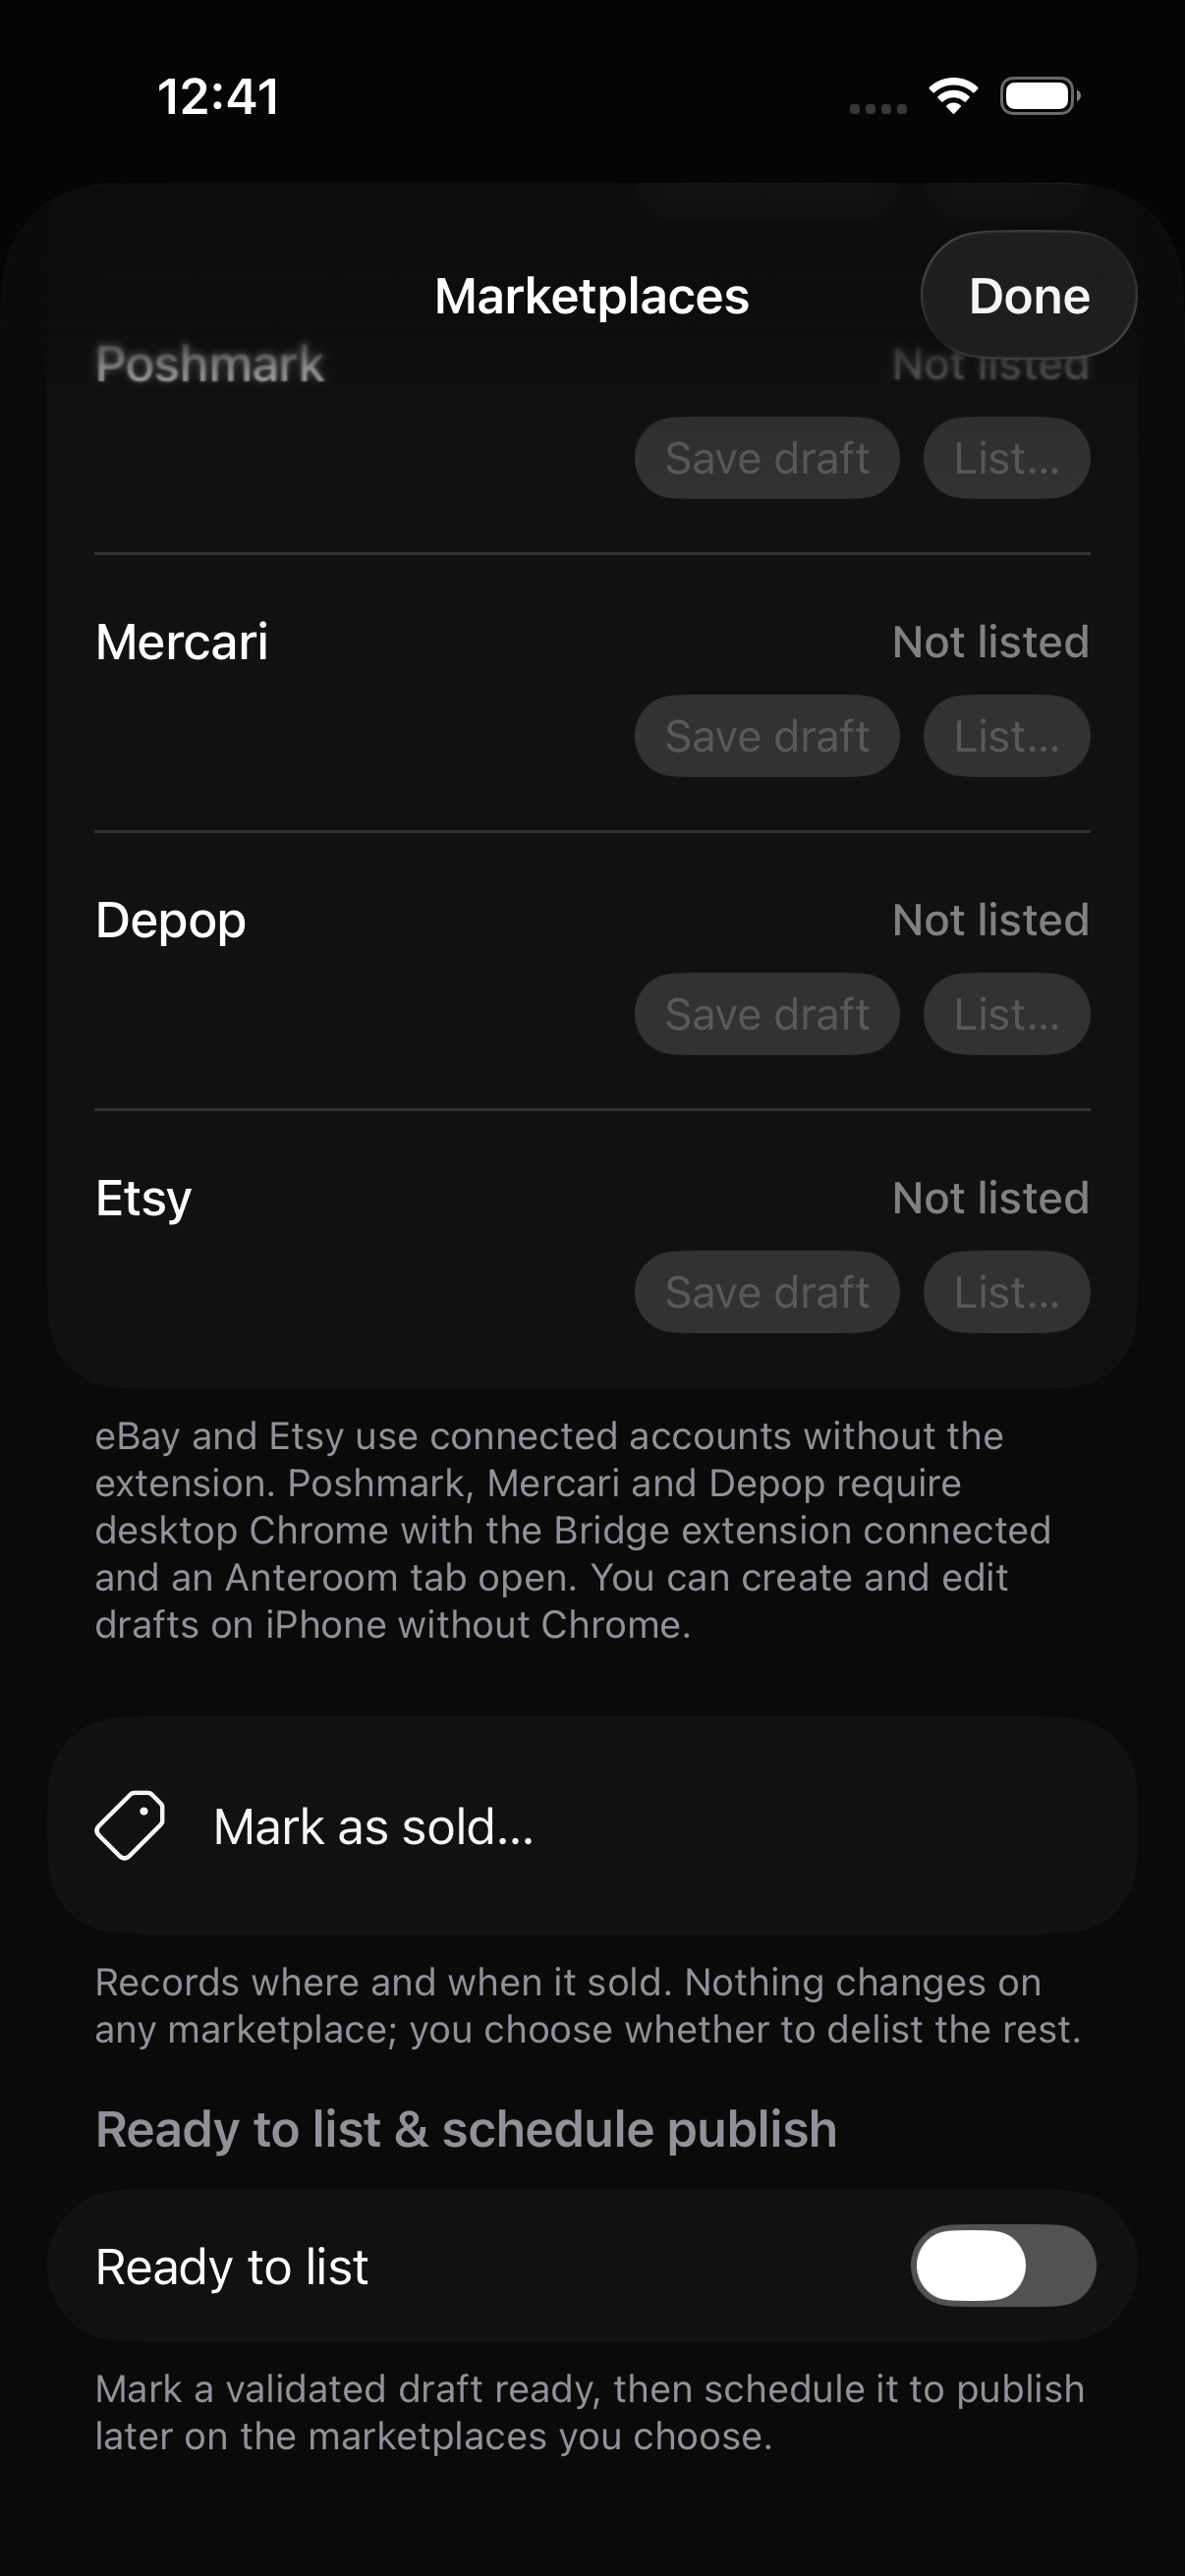 12:41
Marketplaces
Done
Poshmark
Not listed
Save draft
List...
Mercari
Not listed
Save draft
List...
Depop
Not listed
Save draft
List...
Etsy
Not listed
Save draft
List...
eBay and Etsy use connected accounts without the
extension. Poshmark, Mercari and Depop require
desktop Chrome with the Bridge extension connected
and an Anteroom tab open. You can create and edit
drafts on iPhone without Chrome.
Mark as sold...
Records where and when it sold. Nothing changes on
any marketplace; you choose whether to delist the rest.
Ready to list & schedule publish
Ready to list
Mark a validated draft ready, then schedule it to publish
later on the marketplaces you choose.